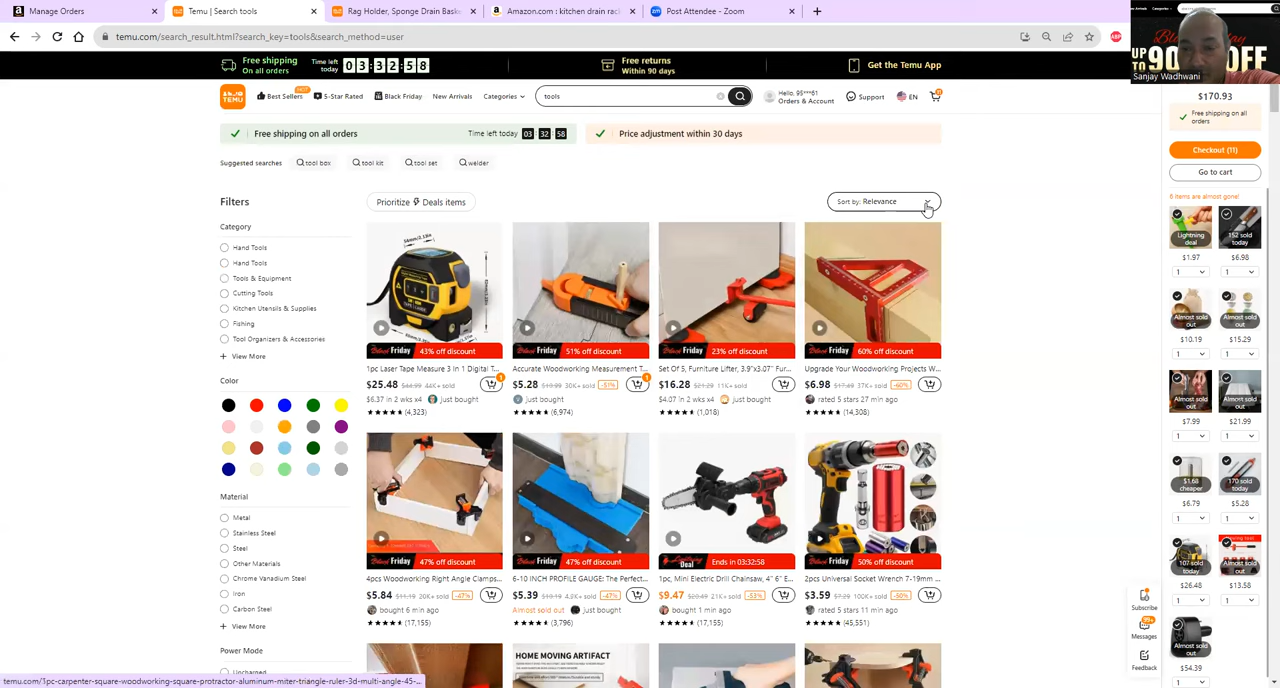 Manage Orders
Temu | Search tools
Rag Holder, Sponge Drain Bask
Amazon.com : kitchen drain rac
Post Attendee - Zoom
temu.com/search_result.html?search_key=tools&search_method=user
ABP
UP TO 90% OFF
Sanjay Wadhwani
Free shipping
On all orders
Time left today 03:32:58
Free returns
Within 90 days
Get the Temu App
TEMU
Best Sellers HOT
5-Star Rated
Black Friday
New Arrivals
Categories
tools
Hello, 95***61
Orders & Account
Support
EN
Free shipping on all orders
Time left today 03 : 32 : 58
Price adjustment within 30 days
Suggested searches
tool box
tool kit
tool set
welder
Filters
Prioritize Deals items
Sort by: Relevance
Category
Hand Tools
Hand Tools
Tools & Equipment
Cutting Tools
Kitchen Utensils & Supplies
Fishing
Tool Organizers & Accessories
View More
Color
Material
Metal
Stainless Steel
Steel
Other Materials
Chrome Vanadium Steel
Iron
Carbon Steel
View More
Power Mode
Uncharged
Friday 43% off discount
1pc Laser Tape Measure 3 In 1 Digital T...
$25.48 $44.99 44K+ sold
$6.37 in 2 wks x4 just bought
(4,323)
Friday 51% off discount
Accurate Woodworking Measurement T...
$5.28 $10.99 30K+ sold -51%
just bought
(6,974)
Friday 23% off discount
Set Of 5, Furniture Lifter, 3.9"x3.07" Fur...
$16.28 $21.29 11K+ sold
$4.07 in 2 wks x4 just bought
(1,018)
Friday 60% off discount
Upgrade Your Woodworking Projects W...
$6.98 $17.49 37K+ sold -60%
rated 5 stars 27 min ago
(14,308)
Friday 47% off discount
4pcs Woodworking Right Angle Clamps...
$5.84 $11.19 20K+ sold -47%
bought 6 min ago
(17,155)
Friday 47% off discount
6-10 INCH PROFILE GAUGE: The Perfect...
$5.39 $10.19 4.9K+ sold -47%
Almost sold out just bought
(3,796)
Deal Ends in 03:32:58
1pc, Mini Electric Drill Chainsaw, 4" 6" E...
$9.47 $20.49 21K+ sold -53%
bought 1 min ago
(17,155)
Friday 50% off discount
2pcs Universal Socket Wrench 7-19mm ...
$3.59 $7.29 100K+ sold -50%
rated 5 stars 11 min ago
(45,551)
HOME MOVING ARTIFACT
$170.93
Free shipping on all orders
Checkout (11)
Go to cart
6 items are almost gone!
Lightning deal
152 sold today
$1.97
$6.98
1
1
Almost sold out
Almost sold out
$10.19
$15.29
1
1
Almost sold out
Almost sold out
$7.99
$21.99
1
1
$1.68 cheaper
170 sold today
$6.79
$5.28
1
1
107 sold today
Almost sold out
$26.48
$13.58
1
1
Almost sold out
$54.39
1
Subscribe
99+
Messages
Feedback
temu.com/1pc-carpenter-square-woodworking-square-protractor-aluminum-miter-triangle-ruler-3d-multi-angle-45-...